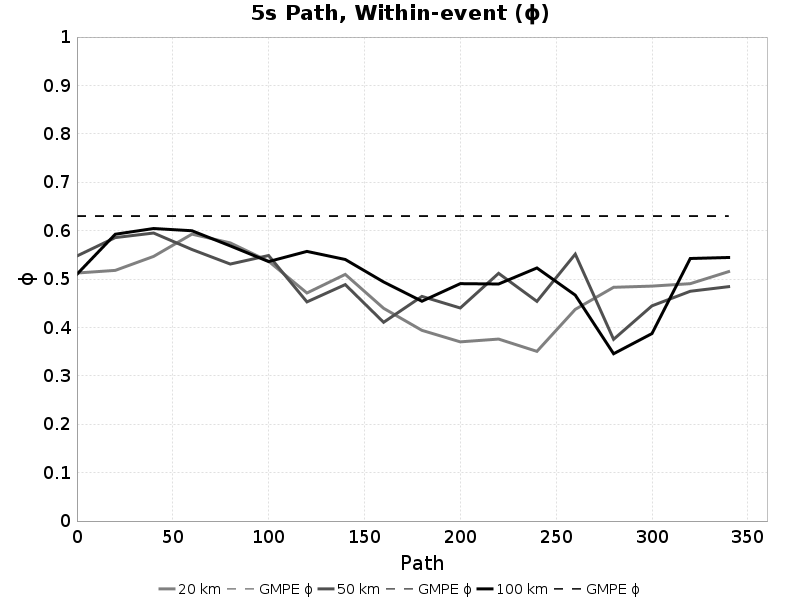 5s Path, Within-event (ϕ)
1
0.9
0.8
0.7
0.6
0.5
0.4
0.3
0.2
0.1
0
ϕ
0 50 100 150 200 250 300 350
Path
20 km GMPE ϕ 50 km GMPE ϕ 100 km GMPE ϕ